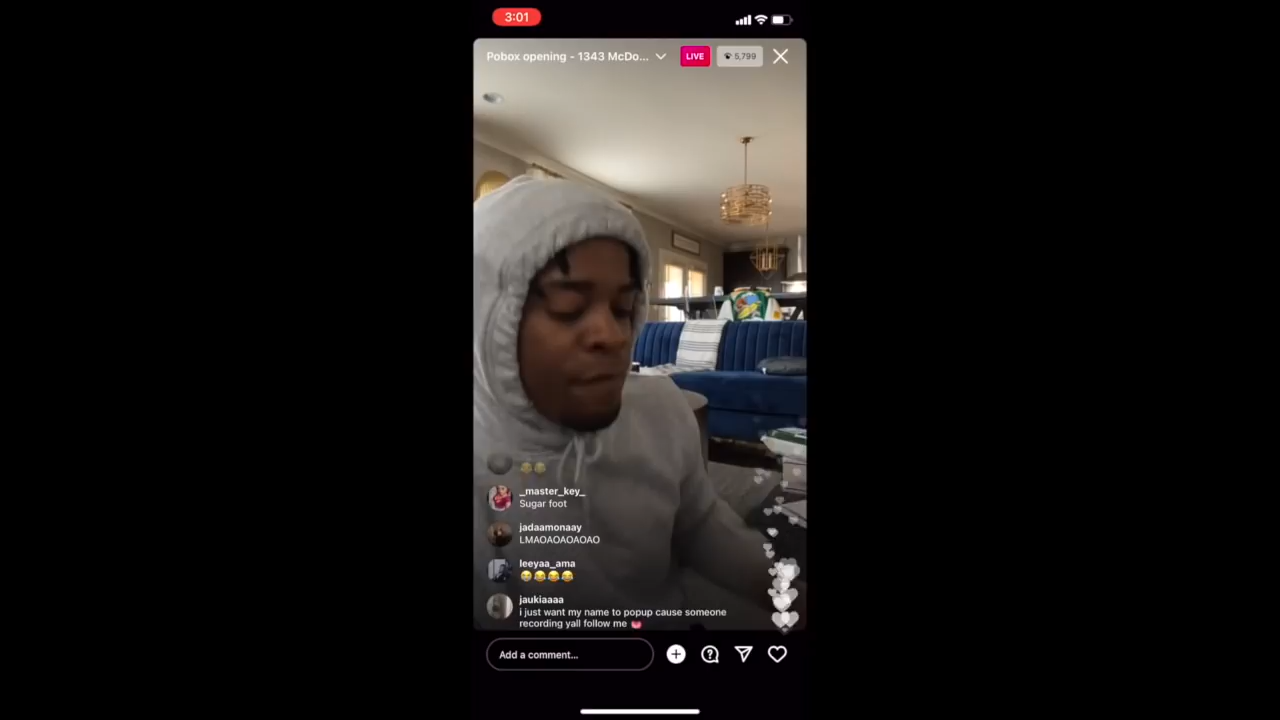 3:01
Pobox opening - 1343 McDo...
LIVE
5,799
😂😂
_master_key_
Sugar foot
jadaamonaay
LMAOAOAOAOAO
leeyaa_ama
😂😂😂
jaukiaaaa
i just want my name to popup cause someone
recording yall follow me
Add a comment...